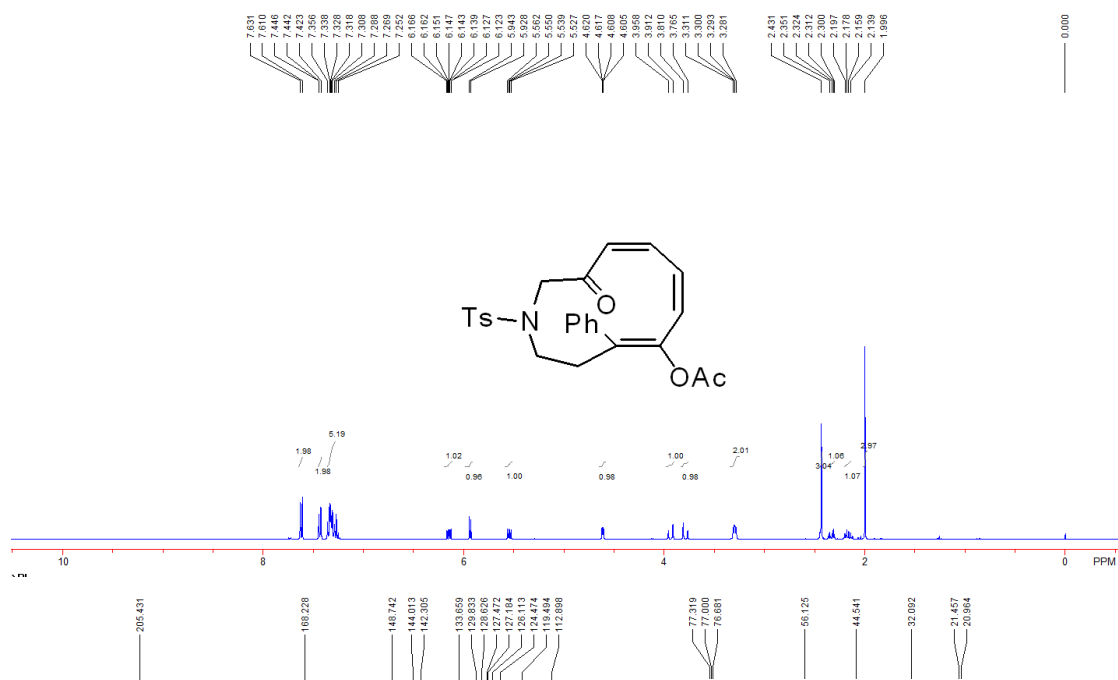 7.631 7.610 7.446 7.442 7.423 7.356 7.338 7.328 7.318 7.308 7.288 7.269 7.252 6.166 6.162 6.151 6.147 6.143 6.139 6.127 6.123 5.943 5.928 5.562 5.550 5.539 5.527 4.620 4.617 4.608 4.605 3.958 3.912 3.810 3.765 3.311 3.300 3.293 3.281 2.431 2.351 2.324 2.312 2.300 2.197 2.178 2.159 2.139 1.996 0.000
O
Ts N Ph
OAc
5.19
1.98 1.02 1.00 2.01 1.06 2.97
1.98 0.96 1.00 0.98 0.98 3.04 1.07
10 8 6 4 2 0 PPM
205.431 168.228 148.742 144.013 142.305 133.659 129.833 128.626 127.472 127.184 126.113 124.474 119.494 112.898 77.319 77.000 76.681 56.125 44.541 32.092 21.457 20.964